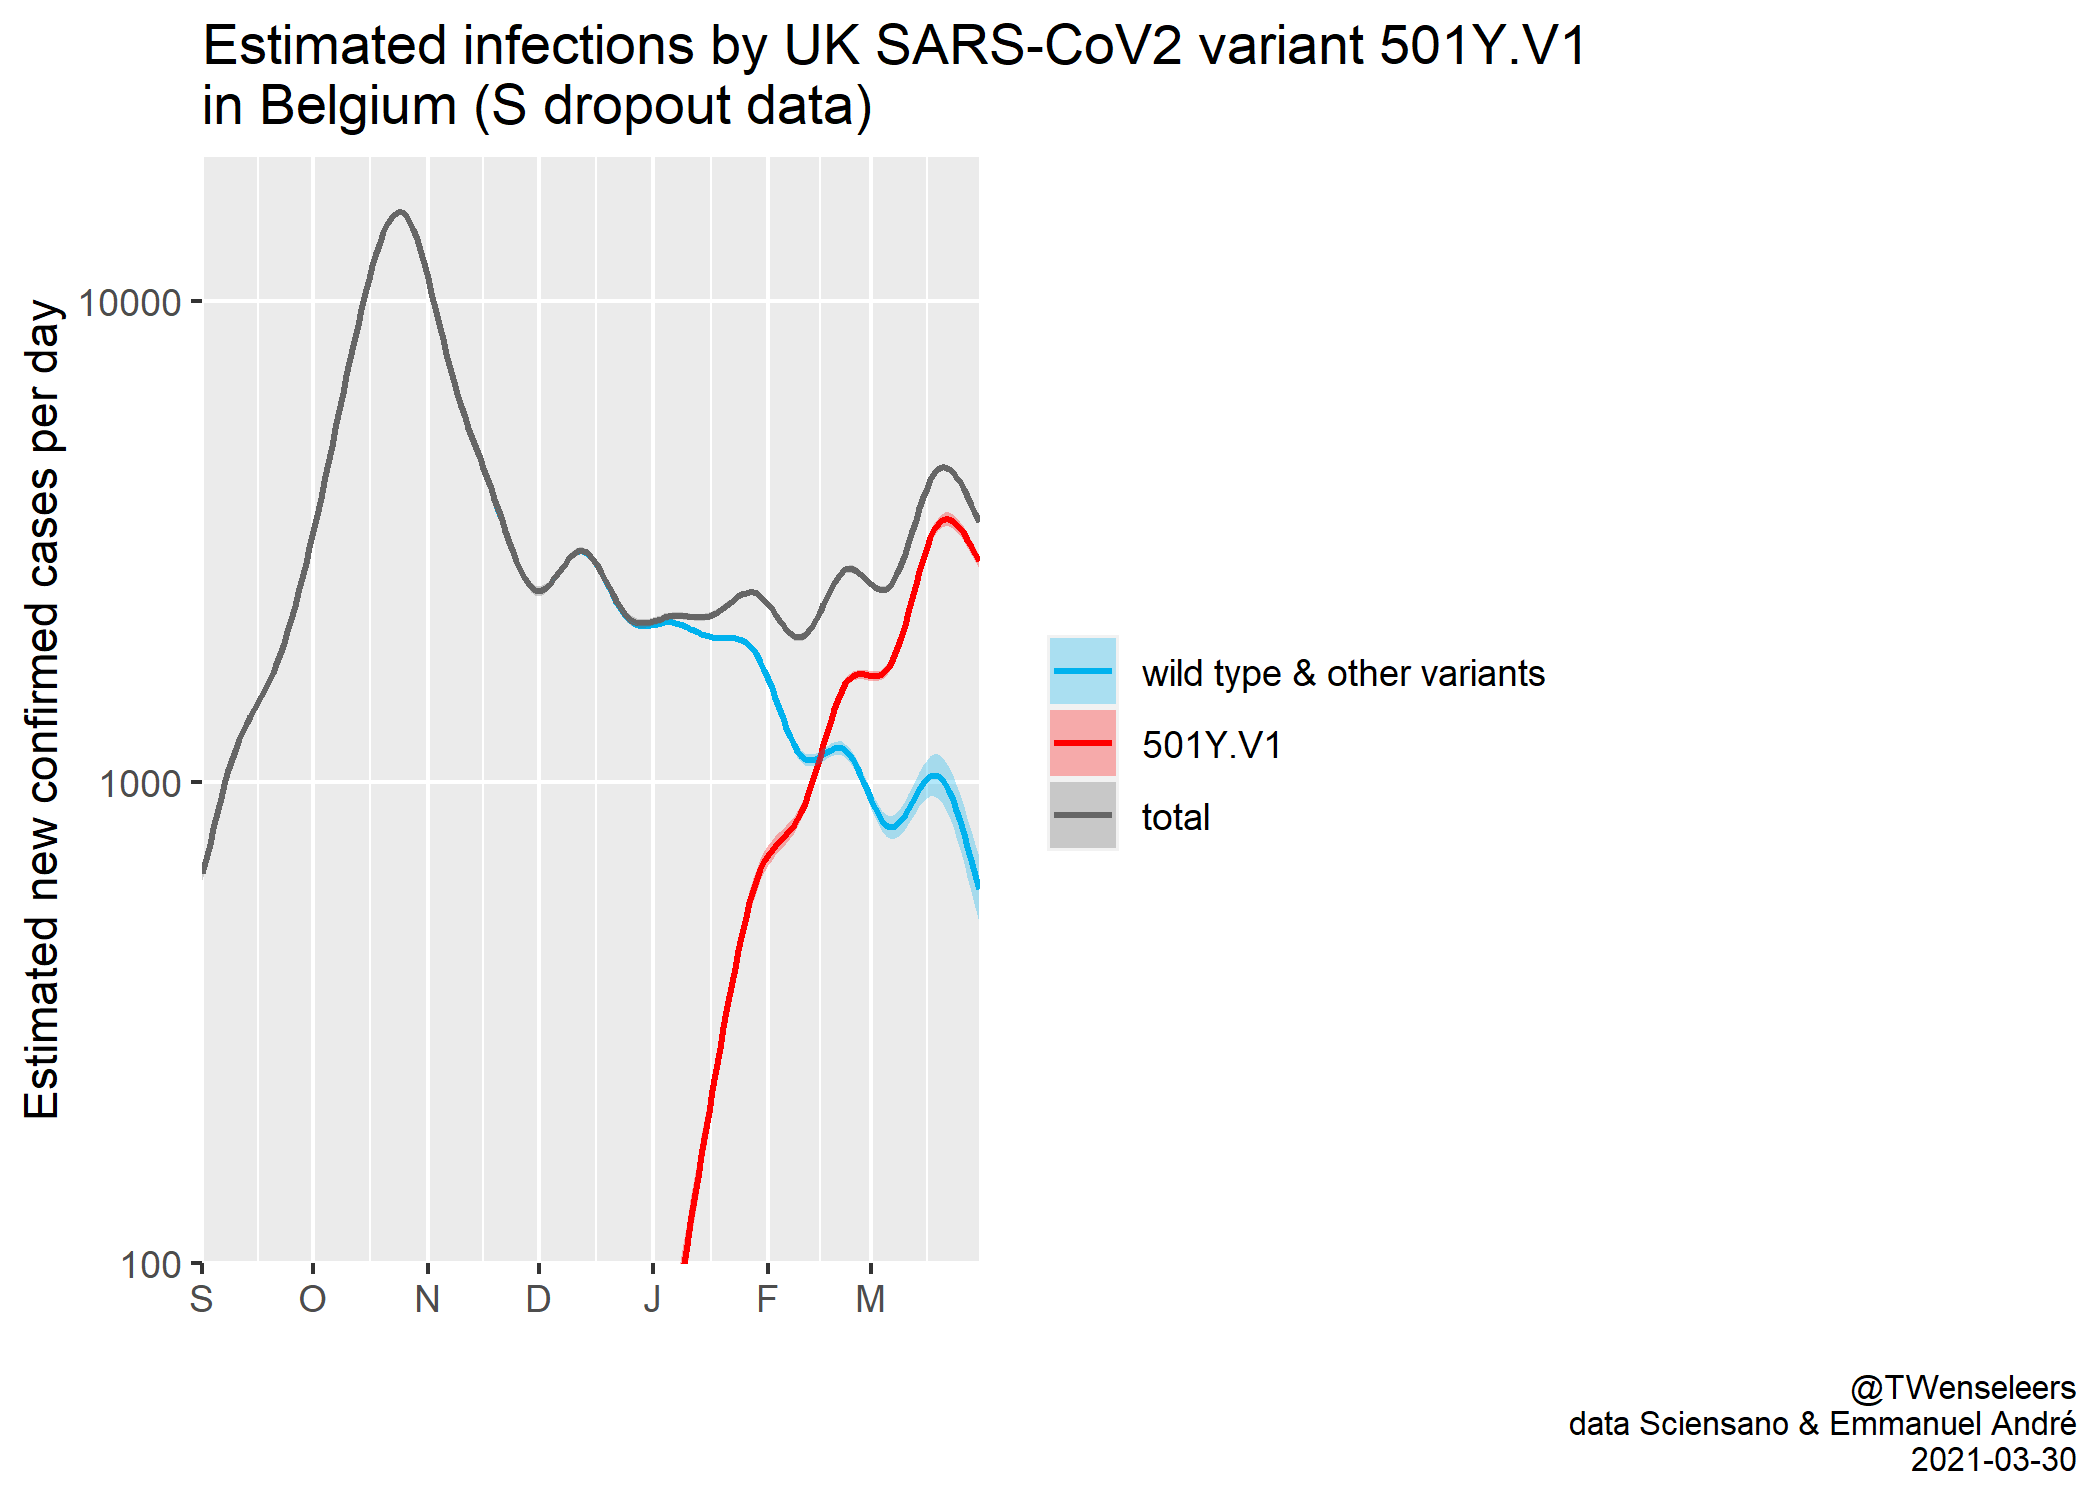 Estimated infections by UK SARS-CoV2 variant 501Y.V1
in Belgium (S dropout data)
Estimated new confirmed cases per day
10000
1000
100
S O N D J F M
wild type & other variants
501Y.V1
total
@TWenseleers
data Sciensano & Emmanuel André
2021-03-30